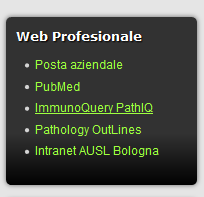 Web Profesionale
Posta aziendale
PubMed
ImmunoQuery PathIQ
Pathology OutLines
Intranet AUSL Bologna